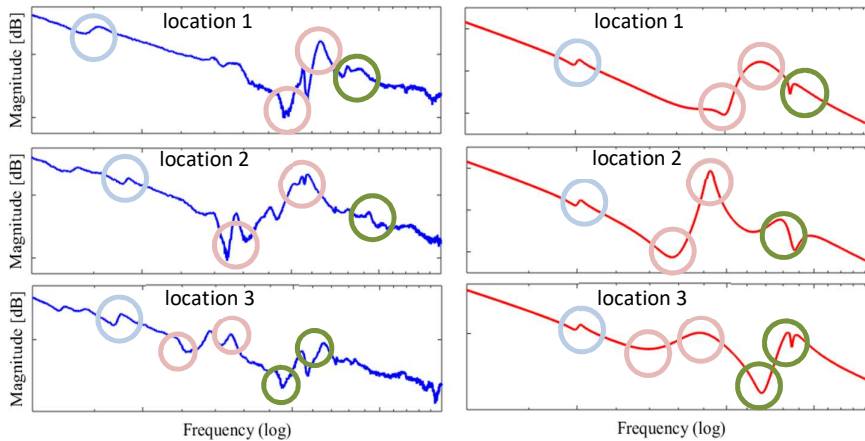 Magnitude [dB]
location 1
location 1
Magnitude [dB]
location 2
location 2
Magnitude [dB]
location 3
location 3
Frequency (log)
Frequency (log)